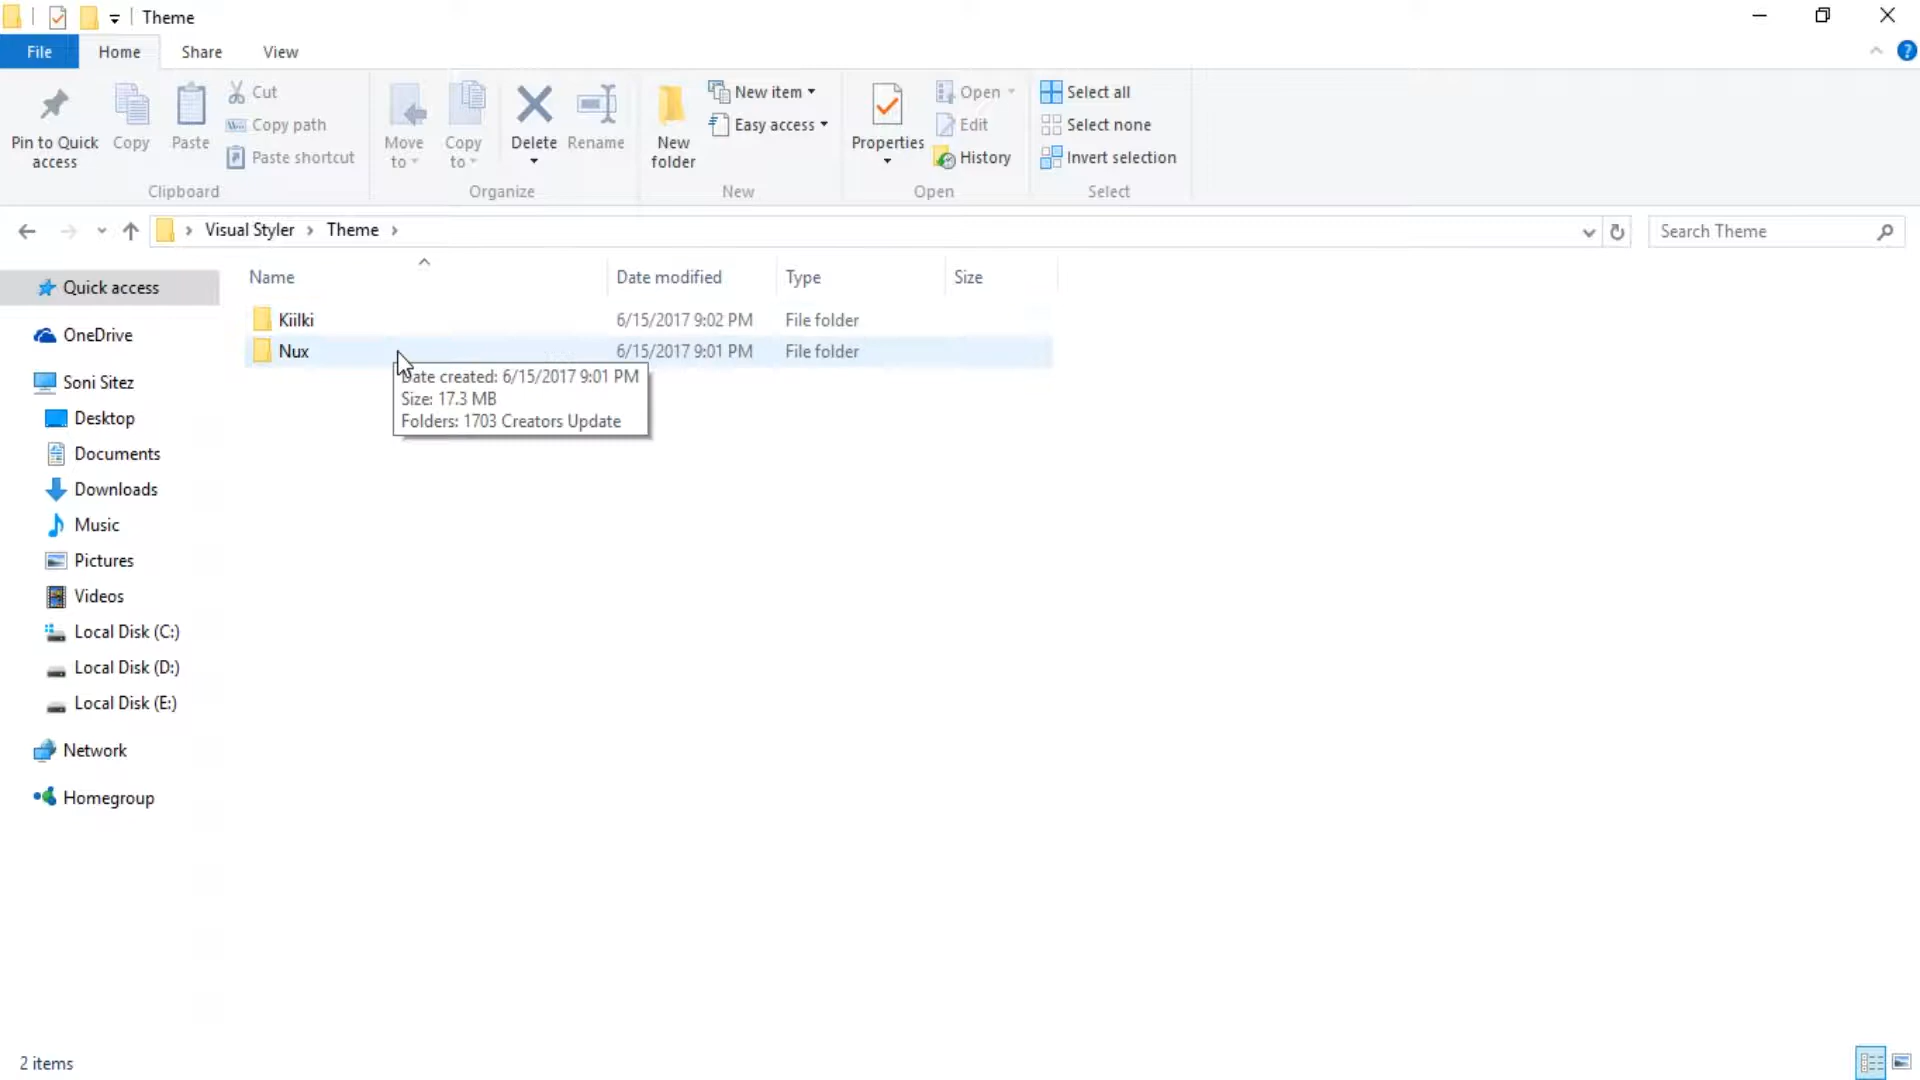 Theme
File Home Share View
Pin to Quick access
Copy
Paste
Cut
Copy path
Paste shortcut
Clipboard
Move to
Copy to
Delete
Rename
Organize
New folder
New item
Easy access
New
Properties
Open
Edit
History
Open
Select all
Select none
Invert selection
Select
Visual Styler > Theme >
Search Theme
Name Date modified Type Size
Kiilki 6/15/2017 9:02 PM File folder
Nux 6/15/2017 9:01 PM File folder
Date created: 6/15/2017 9:01 PM
Size: 17.3 MB
Folders: 1703 Creators Update
Quick access
OneDrive
Soni Sitez
Desktop
Documents
Downloads
Music
Pictures
Videos
Local Disk (C:)
Local Disk (D:)
Local Disk (E:)
Network
Homegroup
2 items